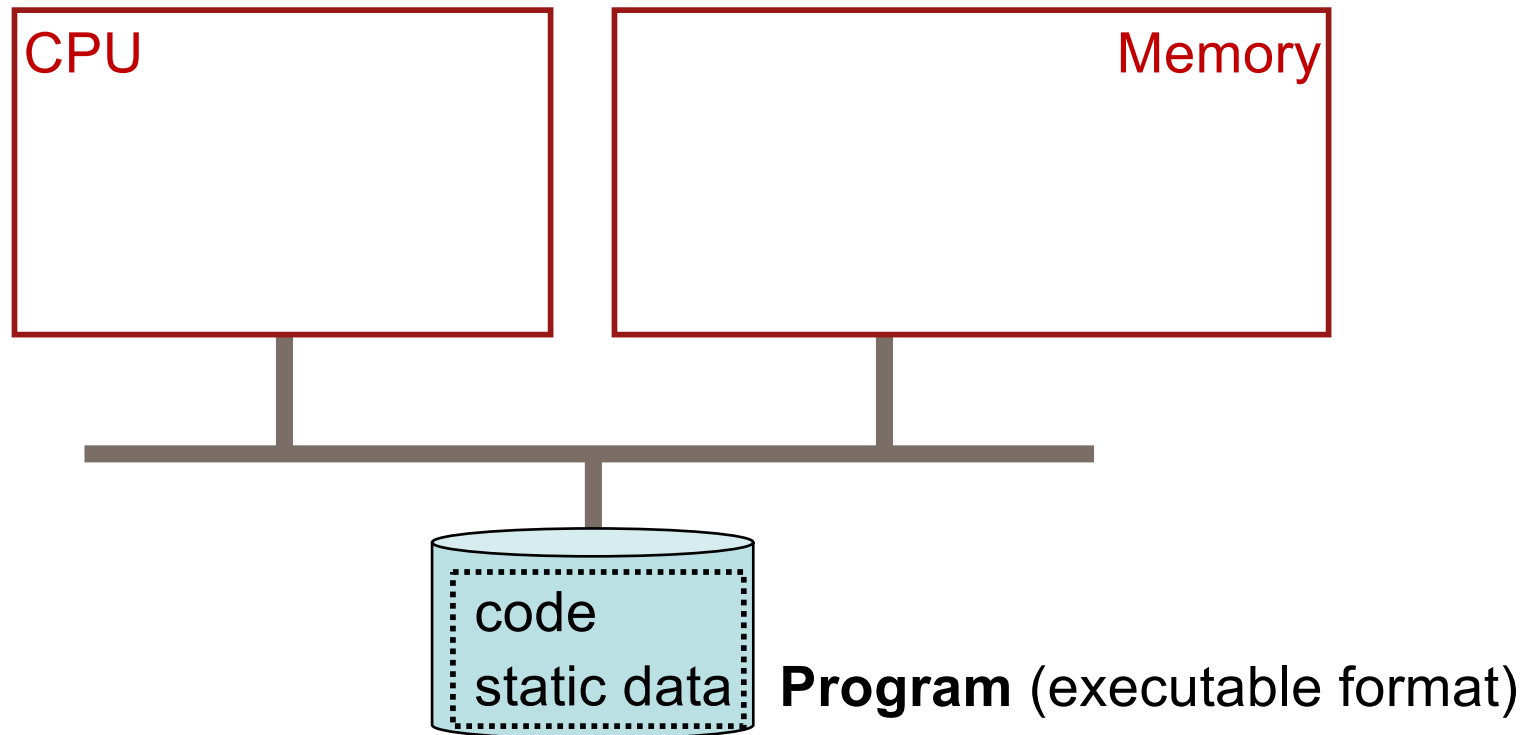 CPU
Memory
code
static data
Program (executable format)